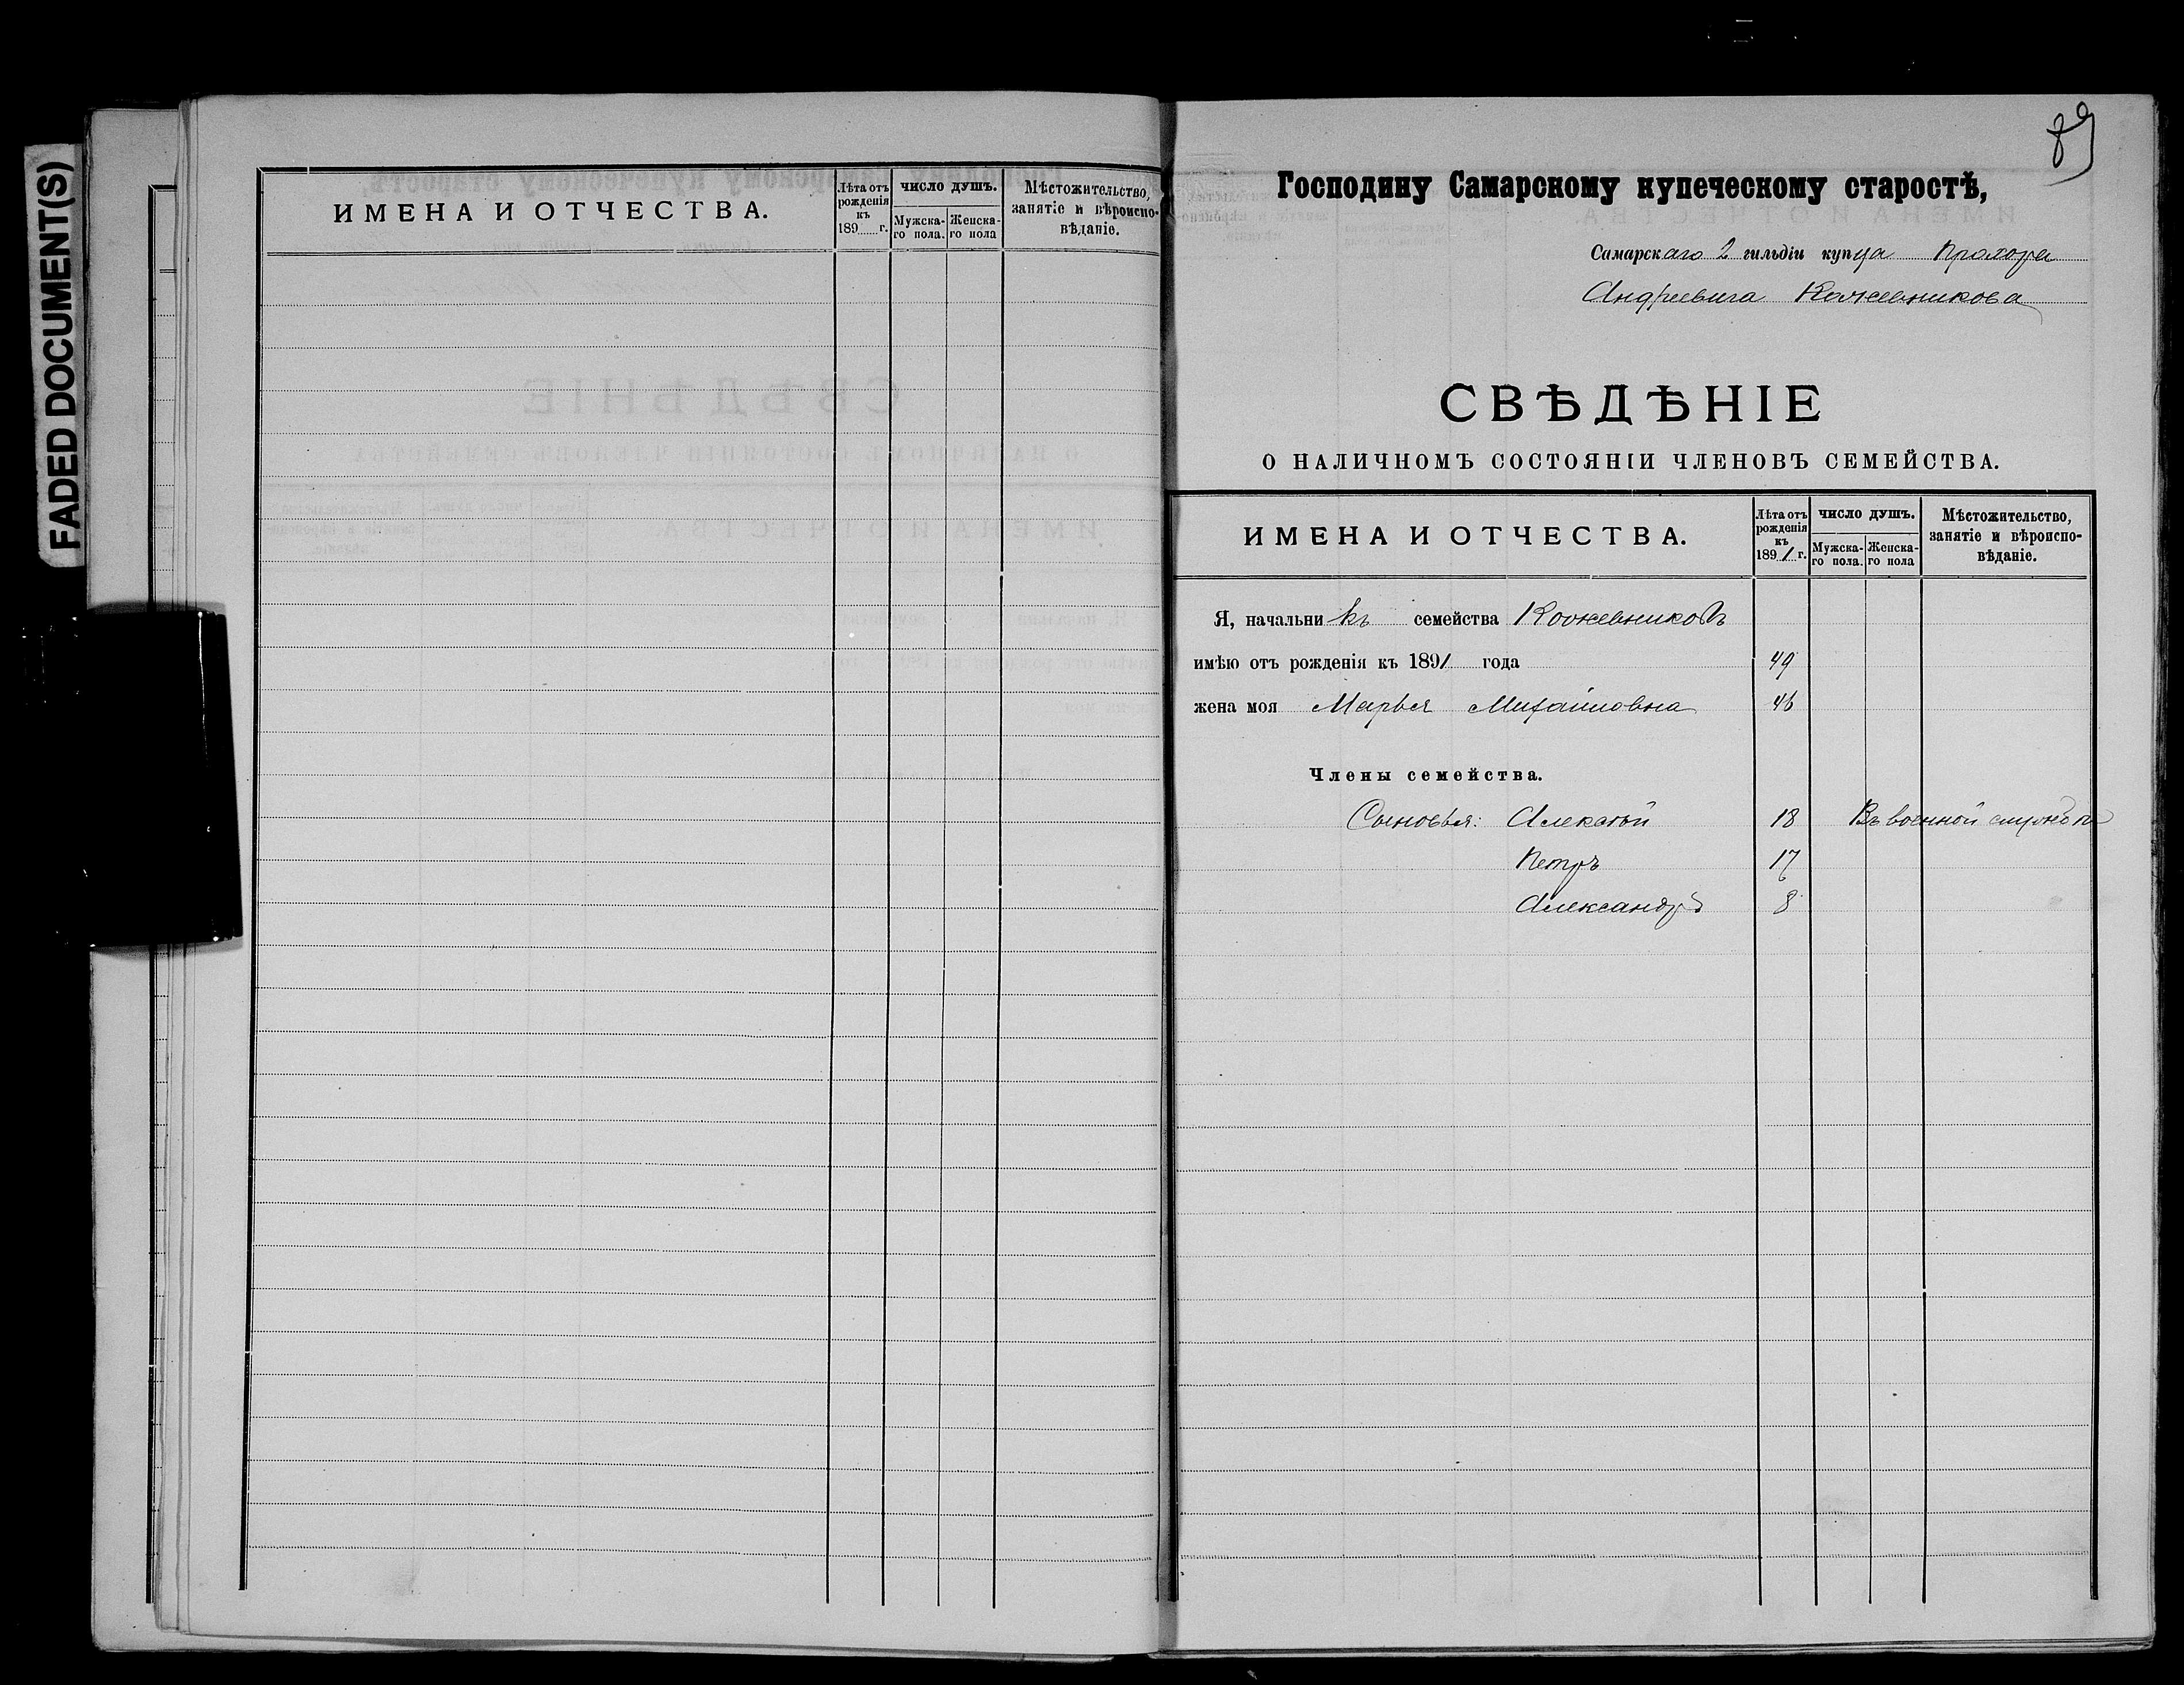 FADED DOCUMENT(S)
ИМЕНА И ОТЧЕСТВА.
Лѣта отъ рожденія къ 189 г.
ЧИСЛО ДУШЪ.
Мужска-го пола.
Женска-го пола
Мѣстожительство, занятіе и вѣроиспо-вѣданіе.
89
Господину Самарскому купеческому старостѣ,
Самарскаго 2 гильдіи купца Прохора
Андреевича Кожевникова
СВѢДѢНІЕ
О НАЛИЧНОМЪ СОСТОЯНІИ ЧЛЕНОВЪ СЕМЕЙСТВА.
ИМЕНА И ОТЧЕСТВА.
Лѣта отъ рожденія къ 1891 г.
ЧИСЛО ДУШЪ.
Мужска-го пола.
Женска-го пола
Мѣстожительство, занятіе и вѣроиспо-вѣданіе.
Я, начальникъ семейства Кожевниковъ
имѣю отъ рожденія къ 1891 года 49
жена моя Марья Михайловна 46
Члены семейства.
Сыновья: Алексѣй 18 Въ военной службѣ
Петръ 17
Александръ 8